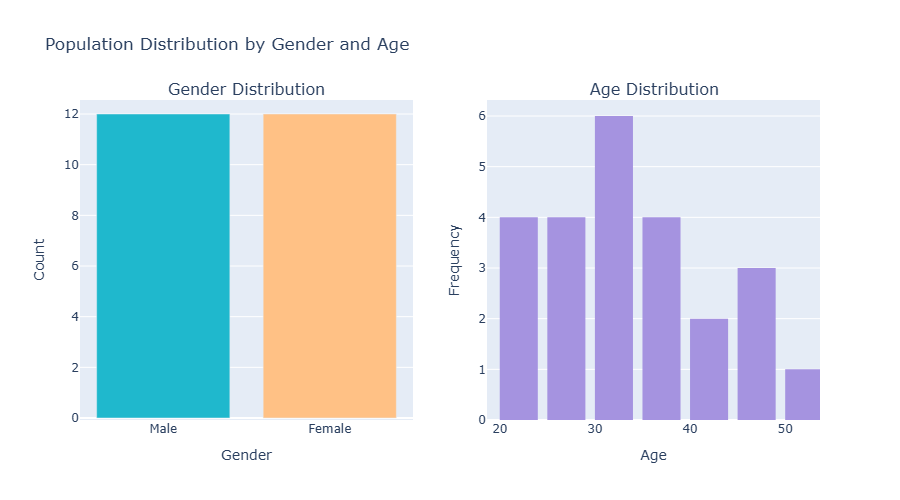 Population Distribution by Gender and Age
Gender Distribution
12
10
8
6
4
2
0
Count
Male Female
Gender
Age Distribution
6
5
4
3
2
1
0
Frequency
20 30 40 50
Age